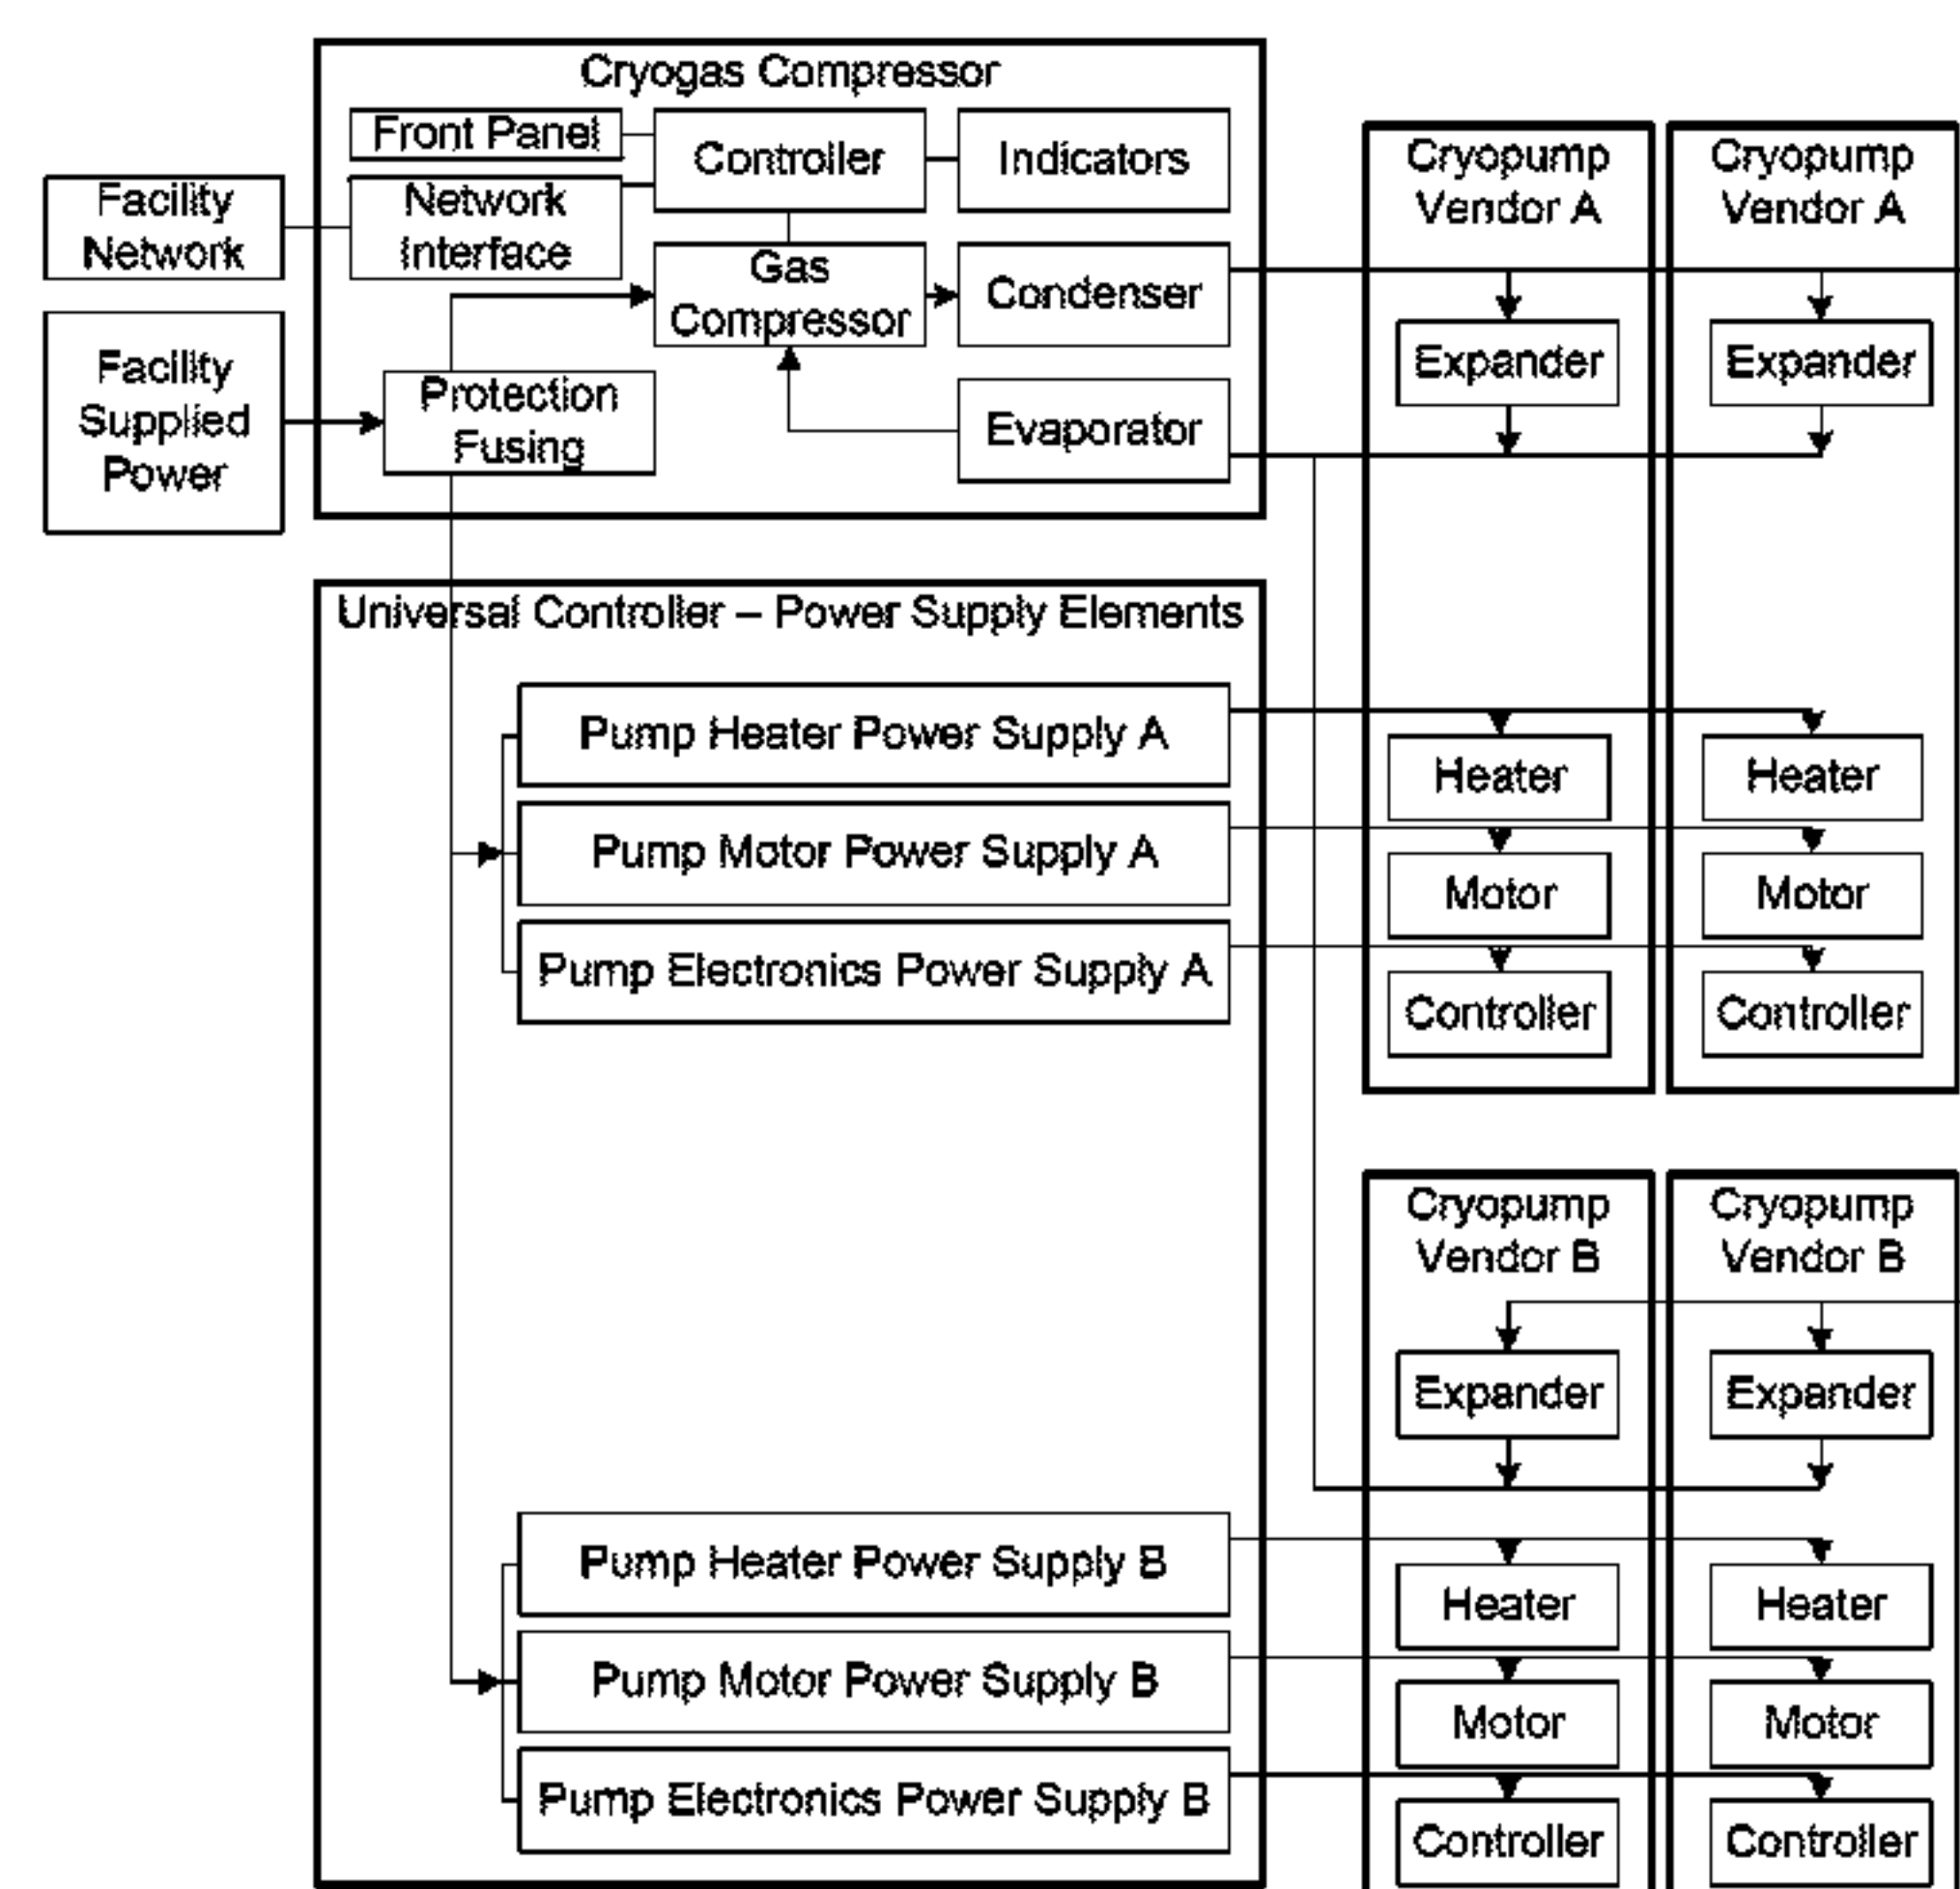 Cryogas Compressor
Front Panel
Controller
Indicators
Network
Interface
Gas
Compressor
Condenser
Protection
Fusing
Evaporator
Facility
Network
Facility
Supplied
Power
Cryopump
Vendor A
Expander
Heater
Motor
Controller
Cryopump
Vendor A
Expander
Heater
Motor
Controller
Universal Controller – Power Supply Elements
Pump Heater Power Supply A
Pump Motor Power Supply A
Pump Electronics Power Supply A
Pump Heater Power Supply B
Pump Motor Power Supply B
Pump Electronics Power Supply B
Cryopump
Vendor B
Expander
Heater
Motor
Controller
Cryopump
Vendor B
Expander
Heater
Motor
Controller